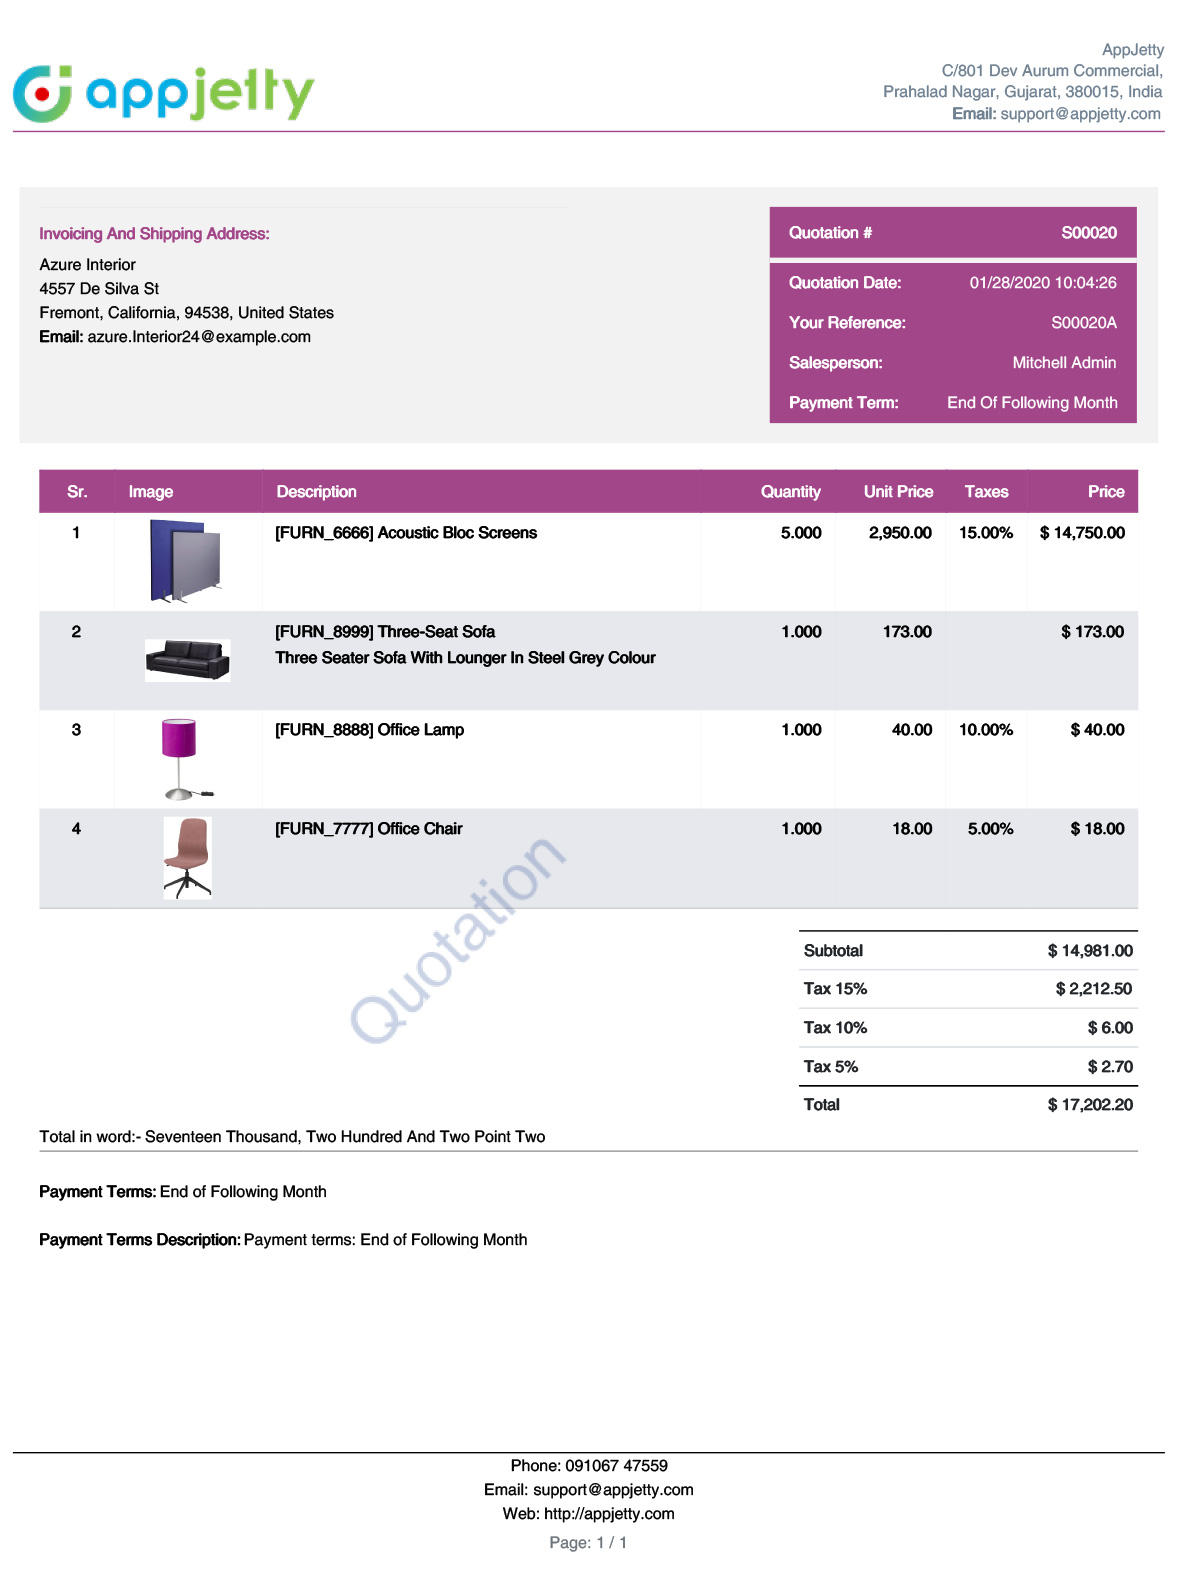 appjetty
AppJetty
C/801 Dev Aurum Commercial,
Prahalad Nagar, Gujarat, 380015, India
Email: support@appjetty.com
Invoicing And Shipping Address:
Azure Interior
4557 De Silva St
Fremont, California, 94538, United States
Email: azure.Interior24@example.com
Quotation # S00020
Quotation Date: 01/28/2020 10:04:26
Your Reference: S00020A
Salesperson: Mitchell Admin
Payment Term: End Of Following Month
Sr. Image Description Quantity Unit Price Taxes Price
1 [FURN_6666] Acoustic Bloc Screens 5.000 2,950.00 15.00% $ 14,750.00
2 [FURN_8999] Three-Seat Sofa 1.000 173.00 $ 173.00
Three Seater Sofa With Lounger In Steel Grey Colour
3 [FURN_8888] Office Lamp 1.000 40.00 10.00% $ 40.00
4 [FURN_7777] Office Chair 1.000 18.00 5.00% $ 18.00
Quotation
Subtotal $ 14,981.00
Tax 15% $ 2,212.50
Tax 10% $ 6.00
Tax 5% $ 2.70
Total $ 17,202.20
Total in word:- Seventeen Thousand, Two Hundred And Two Point Two
Payment Terms: End of Following Month
Payment Terms Description: Payment terms: End of Following Month
Phone: 091067 47559
Email: support@appjetty.com
Web: http://appjetty.com
Page: 1 / 1